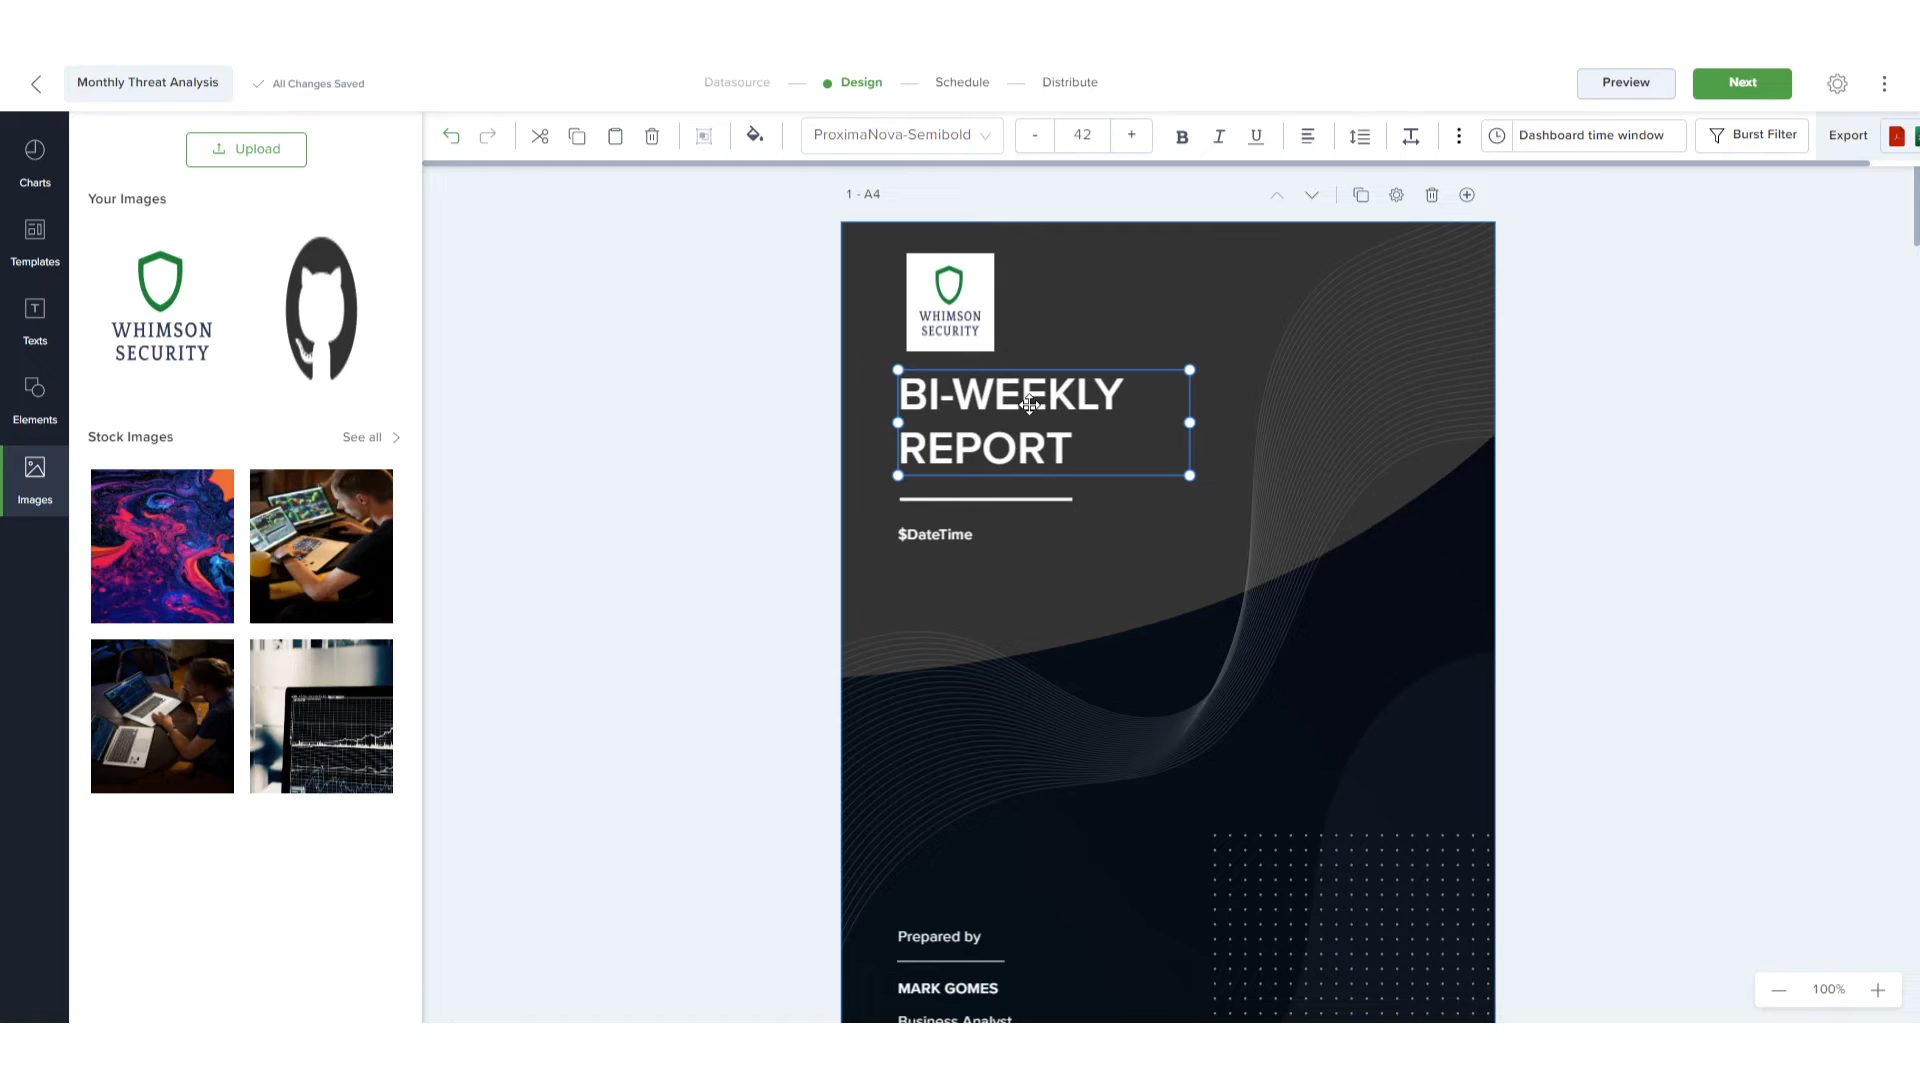 Monthly Threat Analysis
All Changes Saved
Datasource
Design
Schedule
Distribute
Preview
Next
Charts
Templates
Texts
Elements
Images
Upload
Your Images
WHIMSON
SECURITY
Stock Images
See all
ProximaNova-Semibold
- 42 +
B I U
Dashboard time window
Burst Filter
Export
1 - A4
WHIMSON
SECURITY
BI-WEEKLY
REPORT
$DateTime
Prepared by
MARK GOMES
Business Analyst
100%